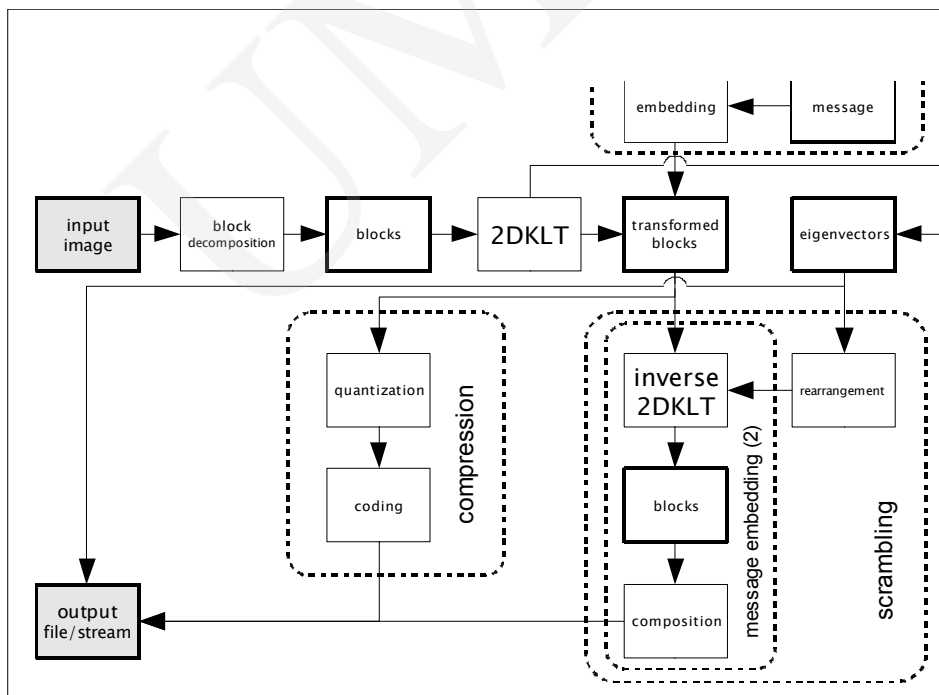 embedding
message
input
image
block
decomposition
blocks
2DKLT
transformed
blocks
eigenvectors
quantization
inverse
2DKLT
rearrangement
compression
message embedding (2)
scrambling
coding
blocks
output
file/stream
composition
UM